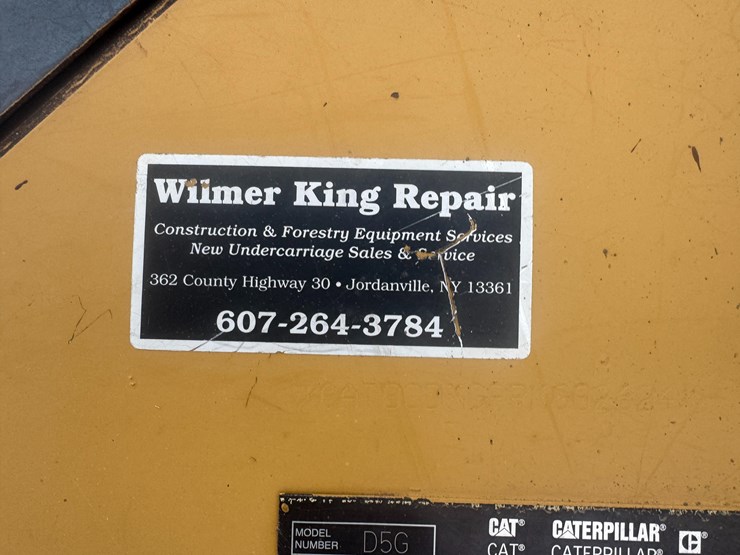 Wilmer King Repair
Construction & Forestry Equipment Services
New Undercarriage Sales & Service
362 County Highway 30 • Jordanville, NY 13361
607-264-3784
MODEL
NUMBER D5G
CAT® CATERPILLAR®
CAT® CATERPILLAR®